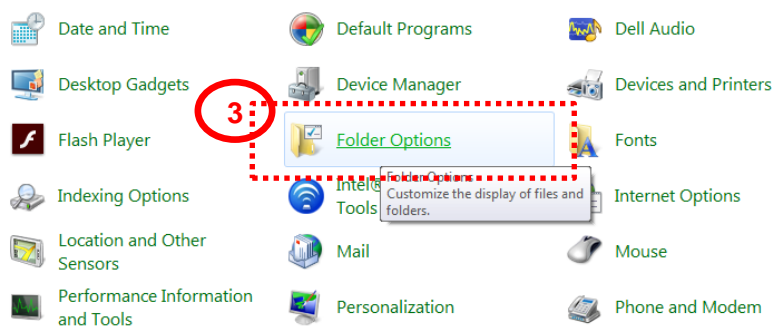 Date and Time
Default Programs
Dell Audio
Desktop Gadgets
Device Manager
Devices and Printers
3
Flash Player
Folder Options
Fonts
Folder Options
Customize the display of files and
folders.
Indexing Options
Intel®
Tools
Internet Options
Location and Other
Sensors
Mail
Mouse
Performance Information
and Tools
Personalization
Phone and Modem